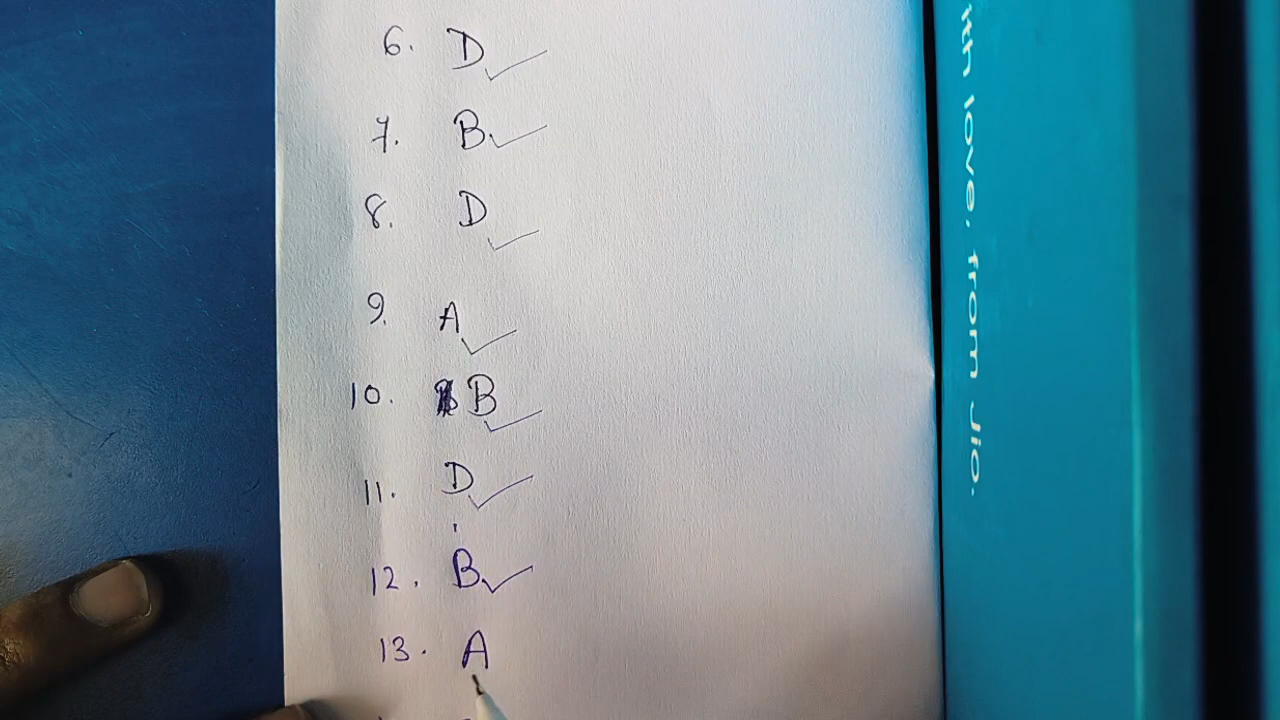 6. D
7. B
8. D
9. A
10. B
11. D
12. B
13. A
with love, from Jio.